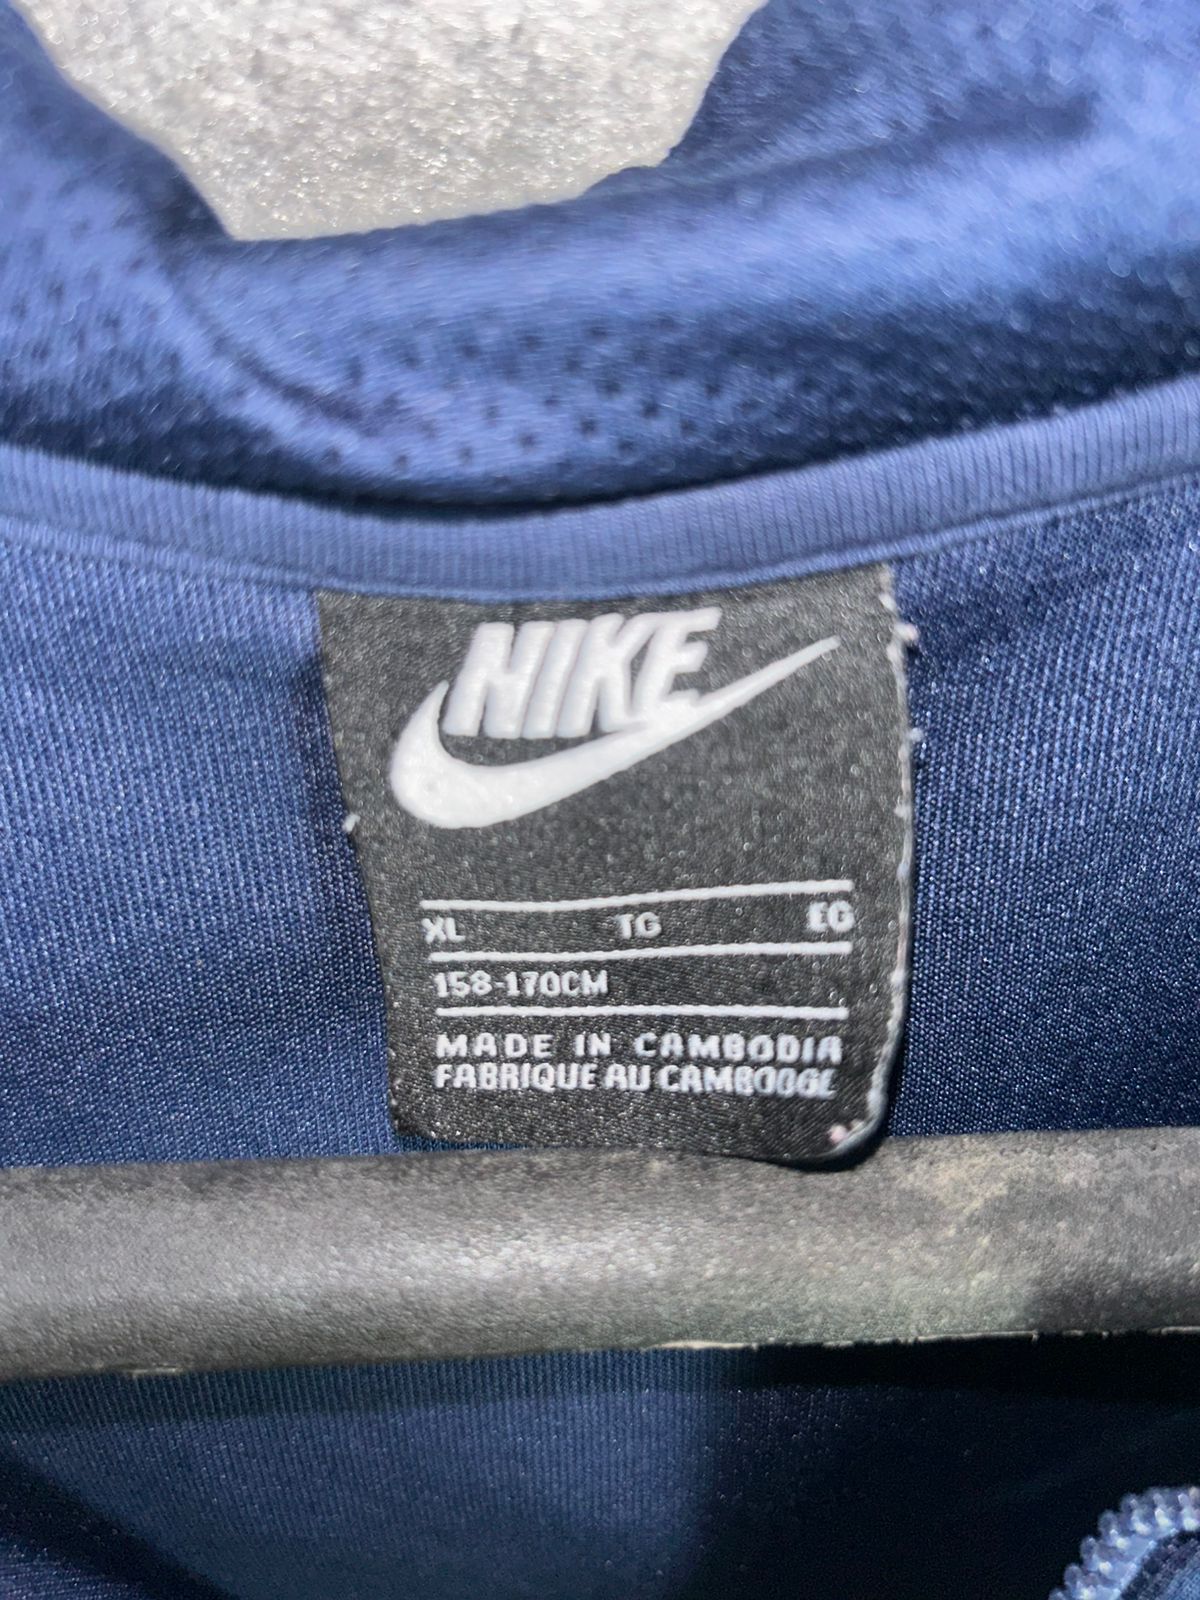 NIKE
XL TG EG
158-170CM
MADE IN CAMBODIA
FABRIQUE AU CAMBODGE